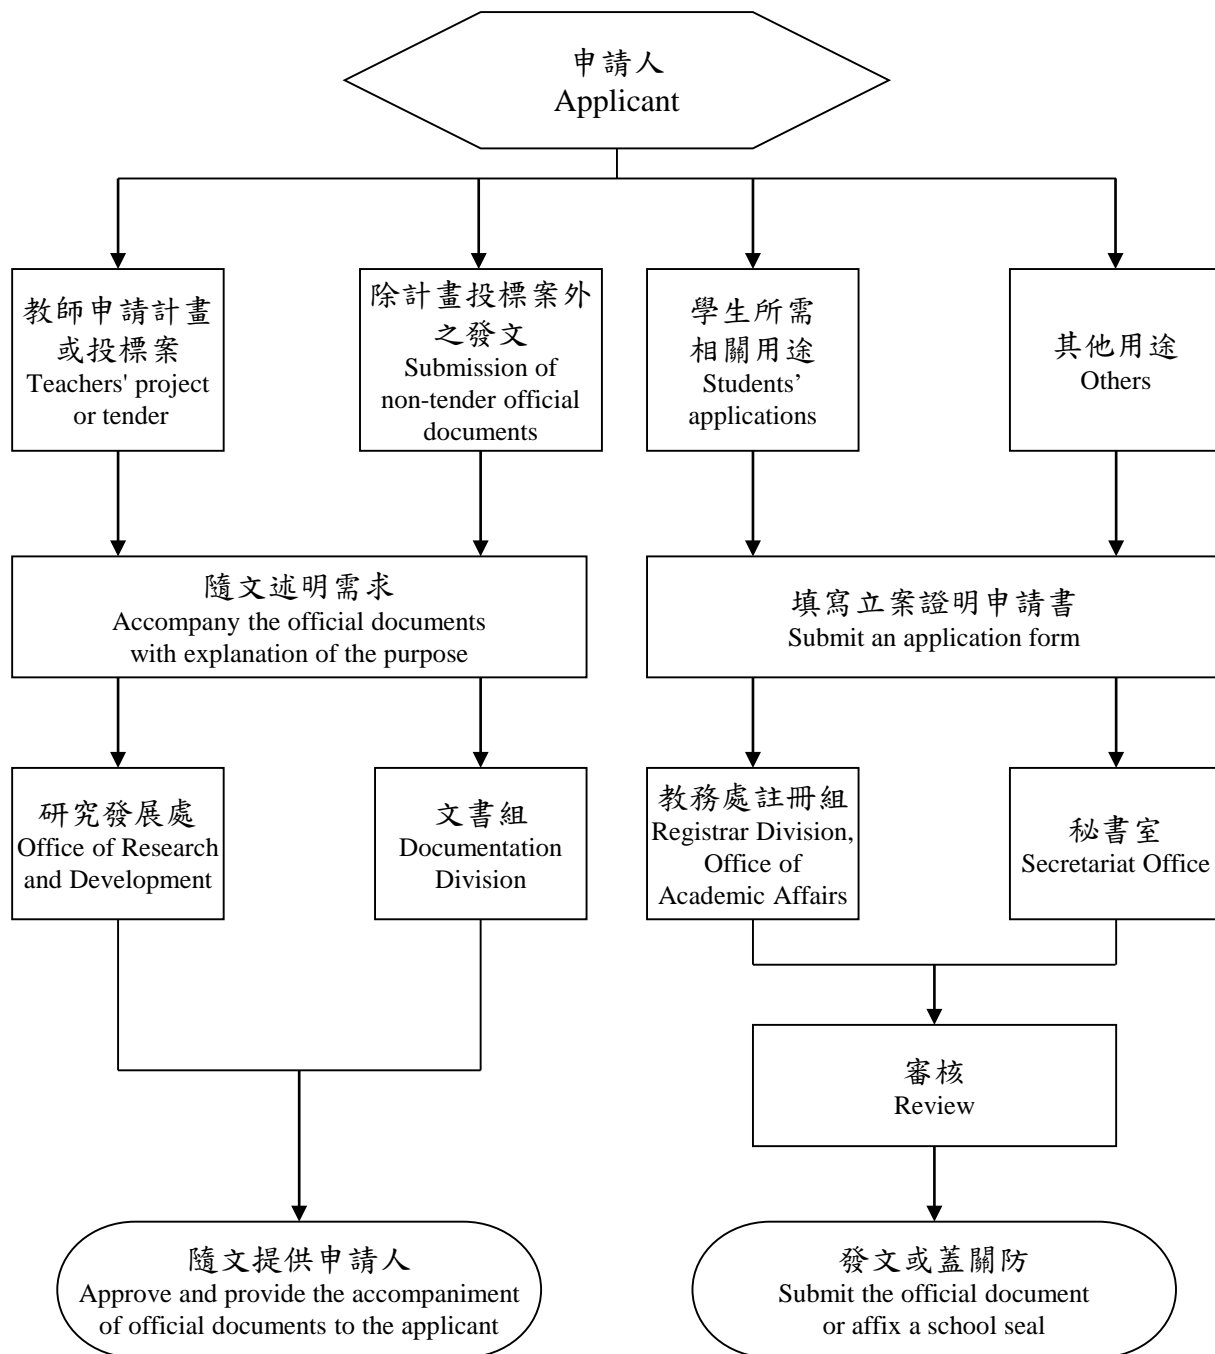 申請人
Applicant
教師申請計畫
或投標案
Teachers' project
or tender
除計畫投標案外
之發文
Submission of
non-tender official
documents
學生所需
相關用途
Students’
applications
其他用途
Others
隨文述明需求
Accompany the official documents
with explanation of the purpose
填寫立案證明申請書
Submit an application form
研究發展處
Office of Research
and Development
文書組
Documentation
Division
教務處註冊組
Registrar Division,
Office of
Academic Affairs
秘書室
Secretariat Office
審核
Review
隨文提供申請人
Approve and provide the accompaniment
of official documents to the applicant
發文或蓋關防
Submit the official document
or affix a school seal